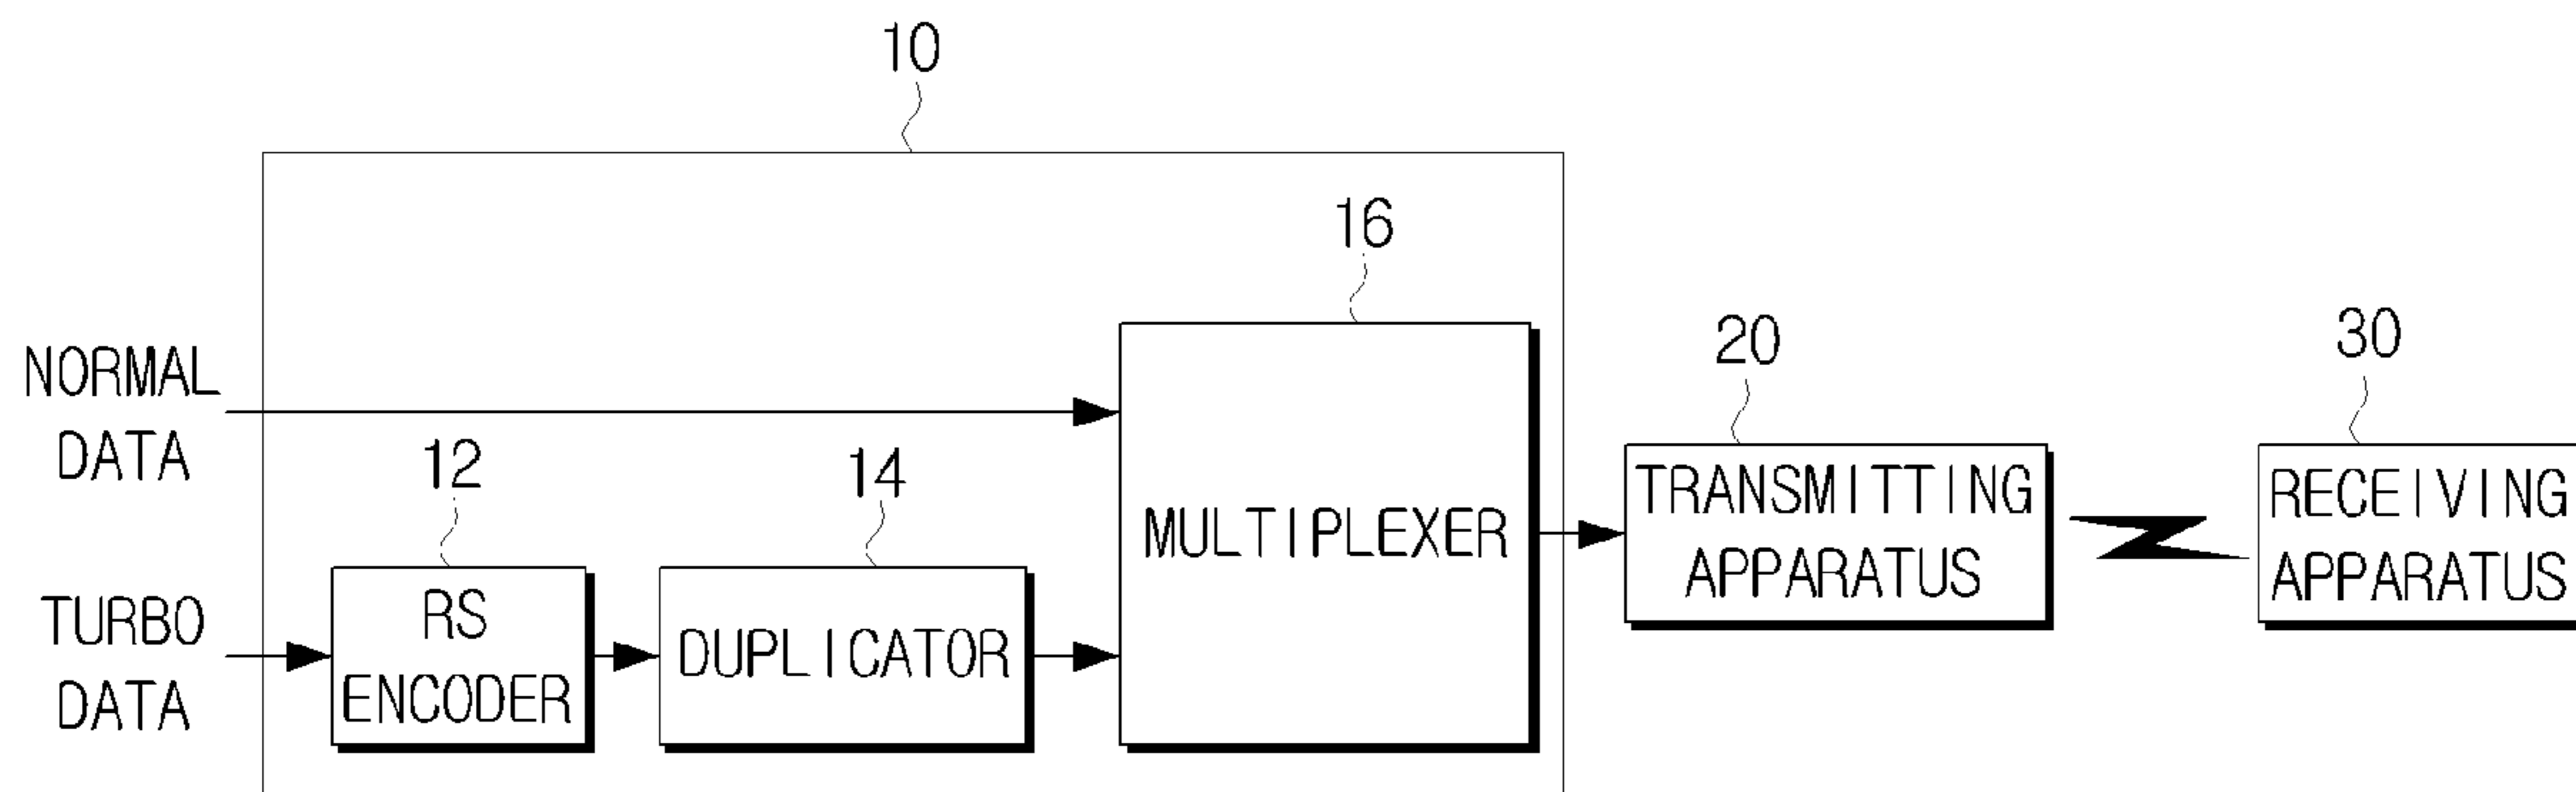 10
16
20
30
NORMAL
DATA
12
14
TRANSMITTING
APPARATUS
RECEIVING
APPARATUS
MULTIPLEXER
TURBO
DATA
RS
ENCODER
DUPLICATOR